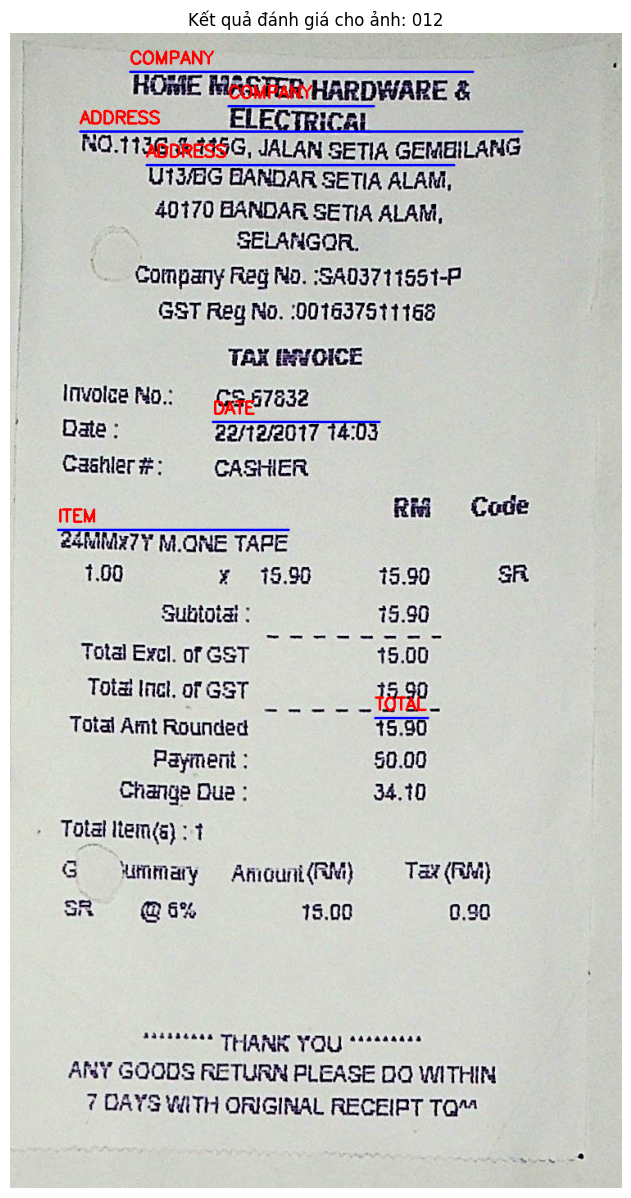 Kết quả đánh giá cho ảnh: 012
COMPANY
HOME MASTER HARDWARE &
COMPANY
ELECTRICAL
ADDRESS
NO.113G & 115G, JALAN SETIA GEMBILANG
ADDRESS
U13/BG BANDAR SETIA ALAM,
40170 BANDAR SETIA ALAM,
SELANGOR.
Company Reg No. :SA03711551-P
GST Reg No. :001637511168
TAX INVOICE
Invoice No.: CS-67832
DATE
Date : 22/12/2017 14:03
Cashier #: CASHIER
RM Code
ITEM
24MMx7Y M.ONE TAPE
1.00 x 15.90 15.90 SR
Subtotal : 15.90
Total Excl. of GST 15.00
Total Incl. of GST 15.90
TOTAL
Total Amt Rounded 15.90
Payment : 50.00
Change Due : 34.10
Total Item(s) : 1
G ummary Amount(RM) Tax (RM)
SR @ 6% 15.00 0.90
********* THANK YOU *********
ANY GOODS RETURN PLEASE DO WITHIN
7 DAYS WITH ORIGINAL RECEIPT TQ^^